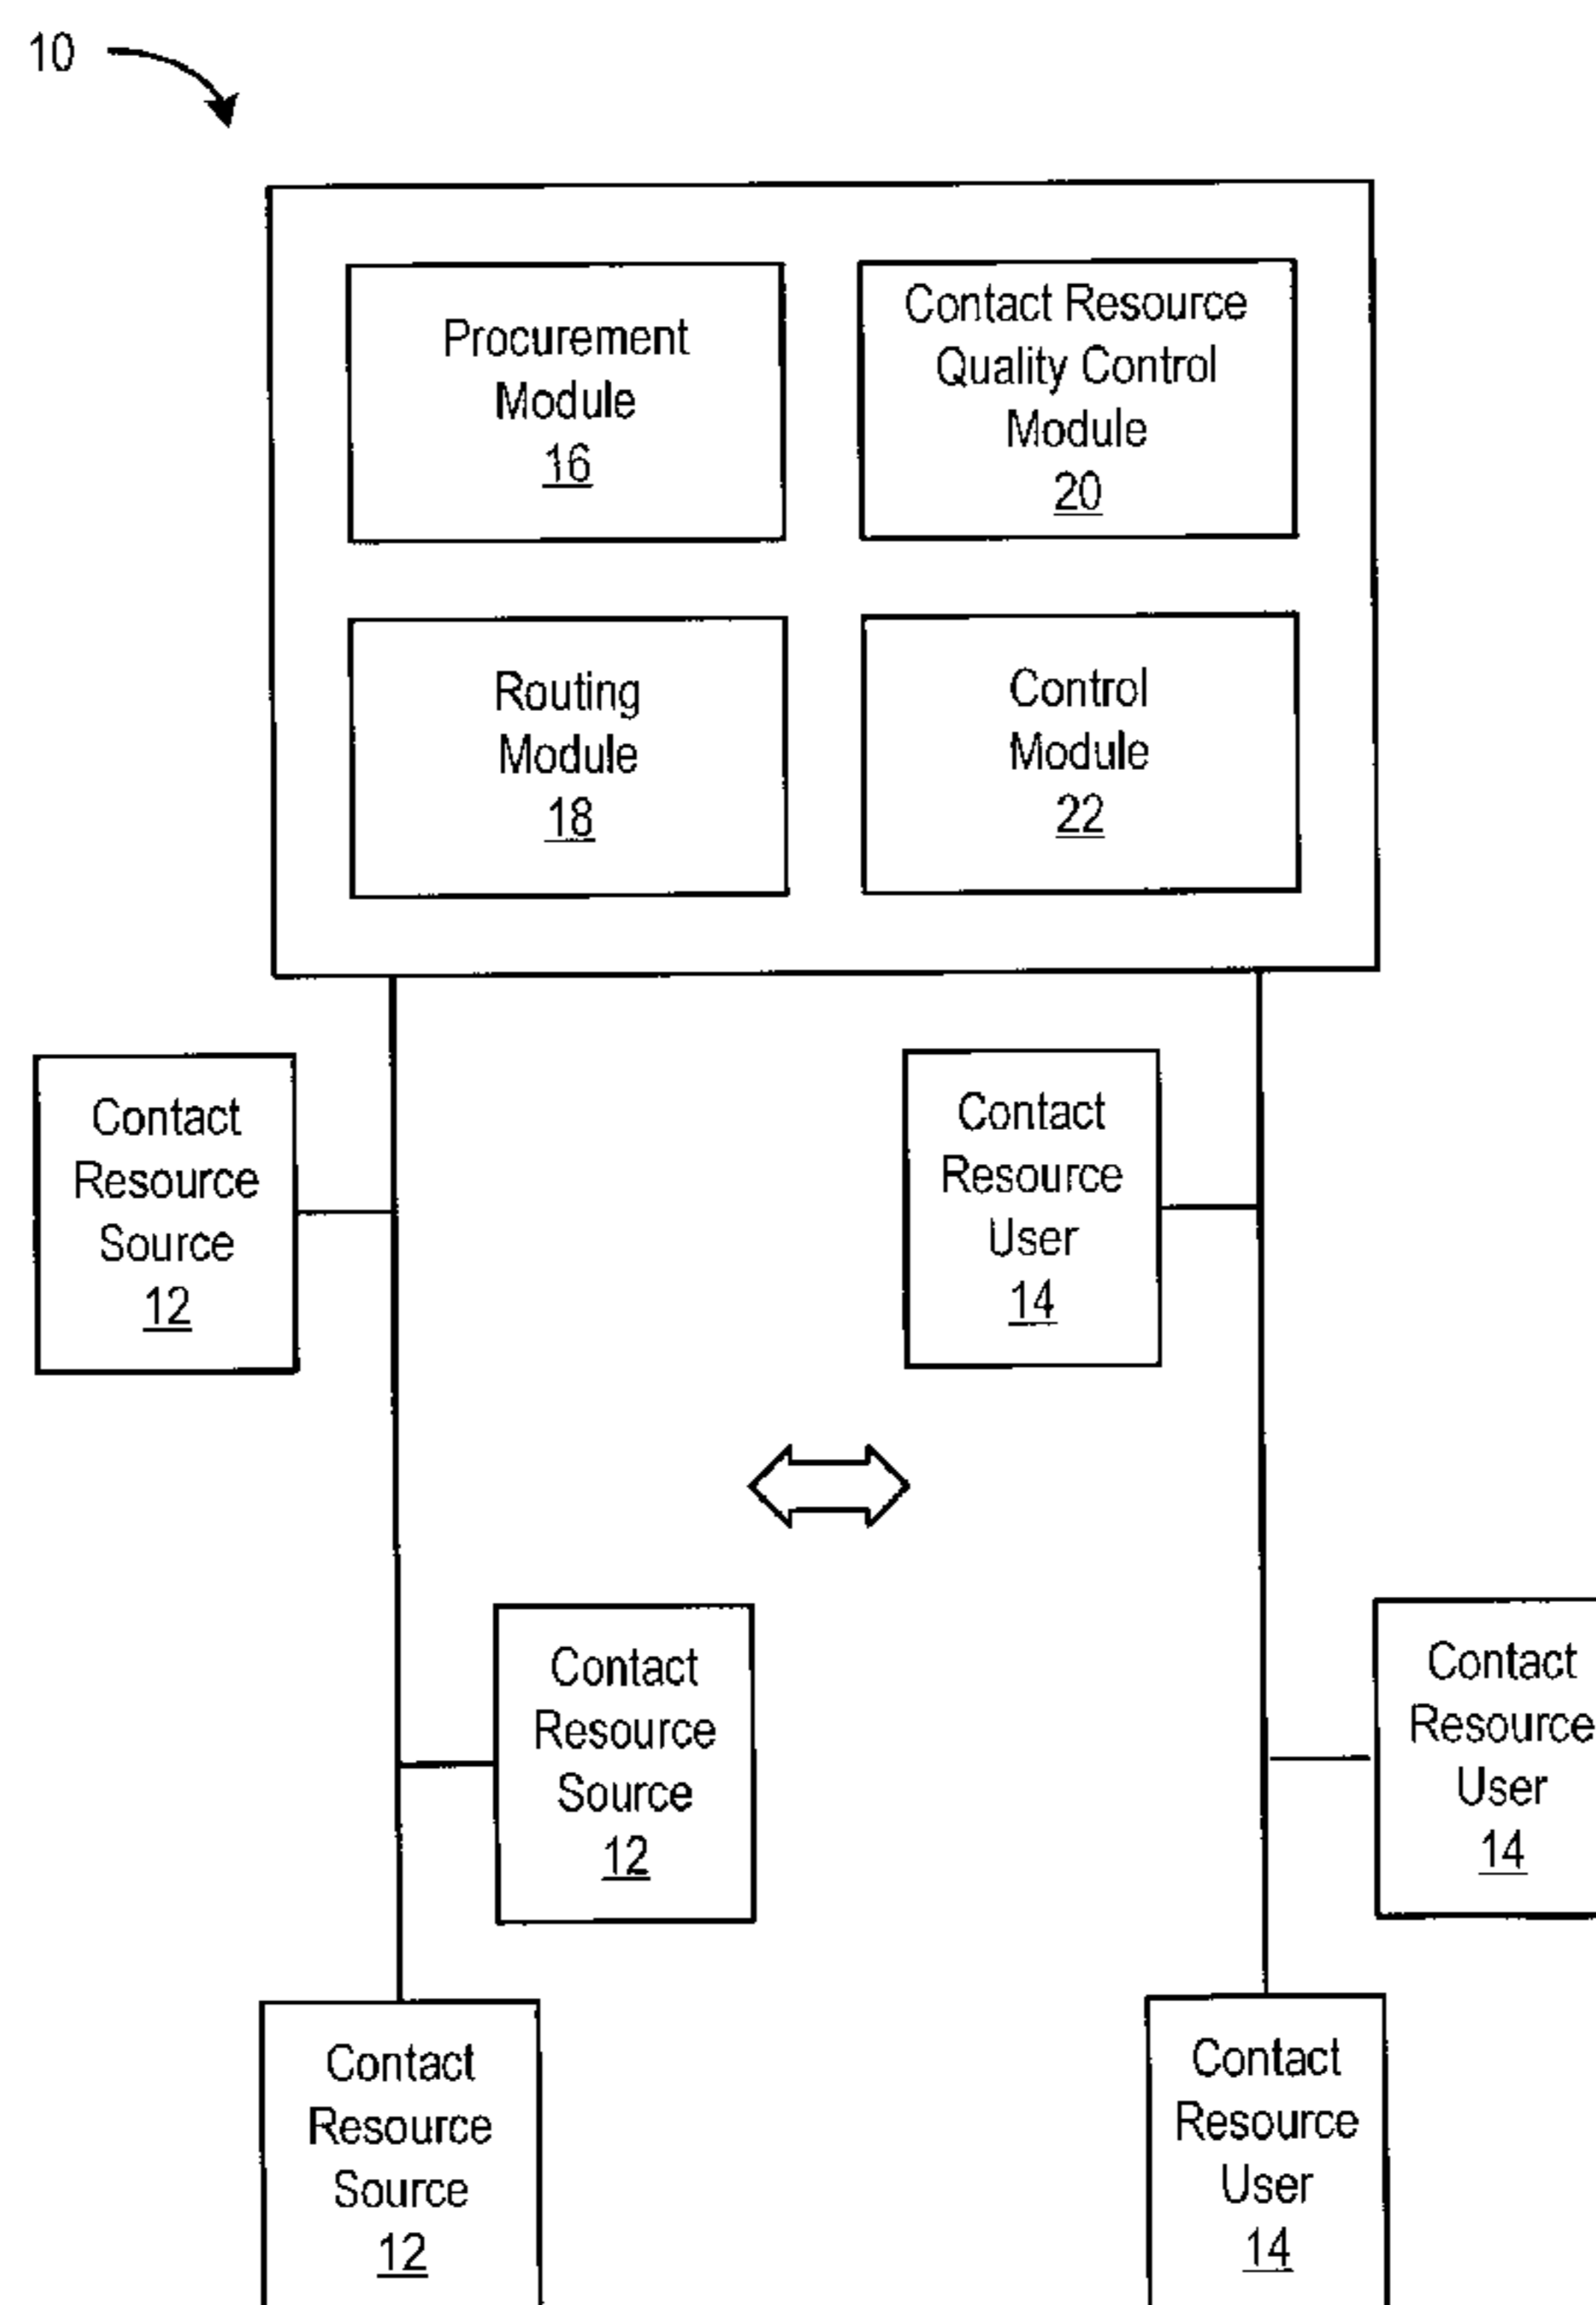 10
Procurement
Module
16
Contact Resource
Quality Control
Module
20
Routing
Module
18
Control
Module
22
Contact
Resource
Source
12
Contact
Resource
User
14
Contact
Resource
Source
12
Contact
Resource
User
14
Contact
Resource
Source
12
Contact
Resource
User
14